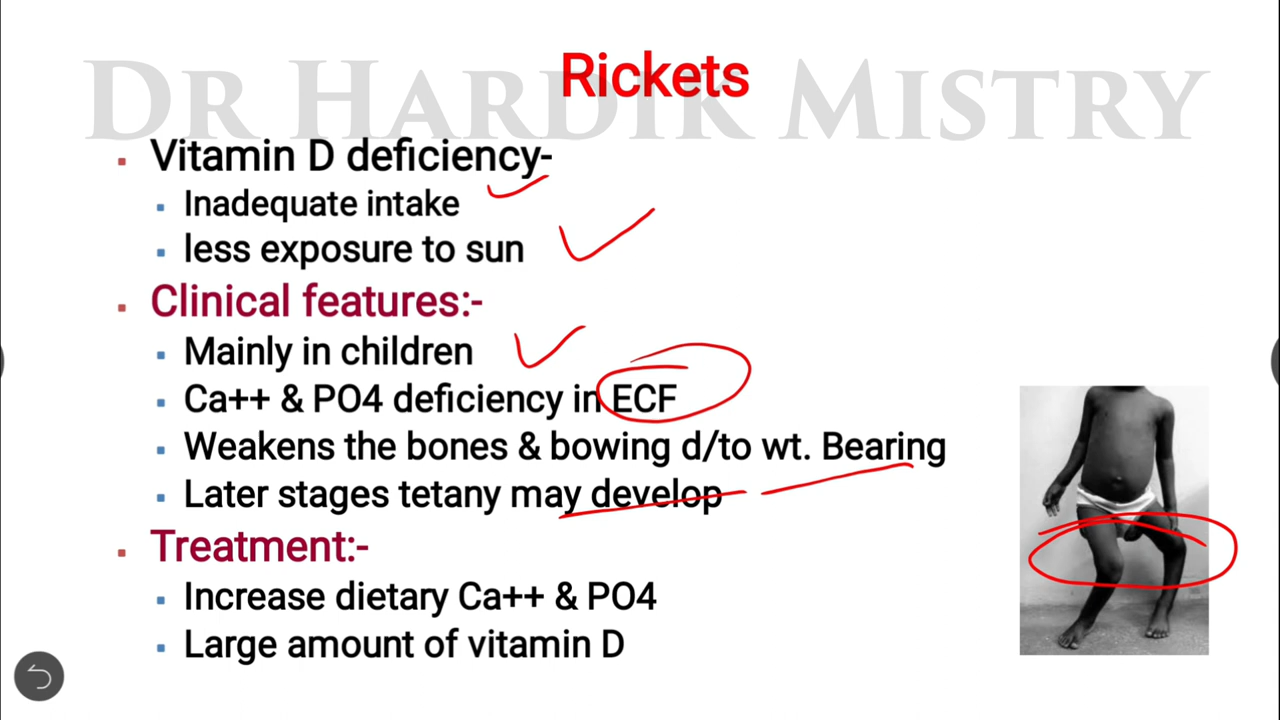 DR HARDIK MISTRY
Rickets
Vitamin D deficiency-
Inadequate intake
less exposure to sun
Clinical features:-
Mainly in children
Ca++ & PO4 deficiency in ECF
Weakens the bones & bowing d/to wt. Bearing
Later stages tetany may develop
Treatment:-
Increase dietary Ca++ & PO4
Large amount of vitamin D